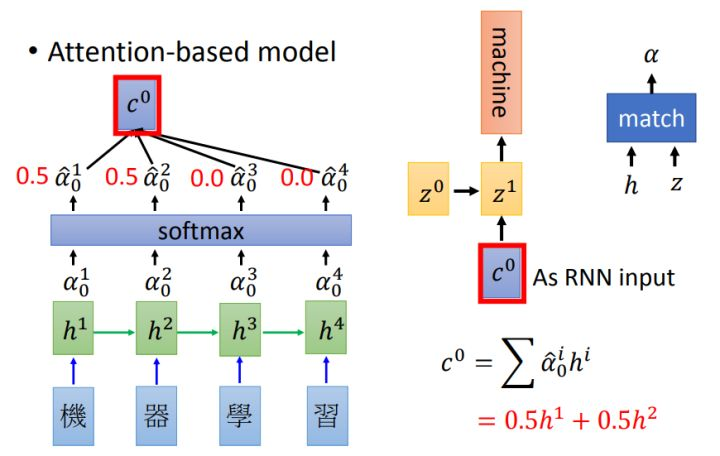 • Attention-based model
c⁰
0.5 α̂₀¹ 0.5 α̂₀² 0.0 α̂₀³ 0.0 α̂₀⁴
softmax
α₀¹ α₀² α₀³ α₀⁴
h¹ h² h³ h⁴
機 器 學 習
machine
z⁰ z¹
c⁰ As RNN input
α
match
h z
c⁰ = ∑ α̂₀ⁱhⁱ
= 0.5h¹ + 0.5h²